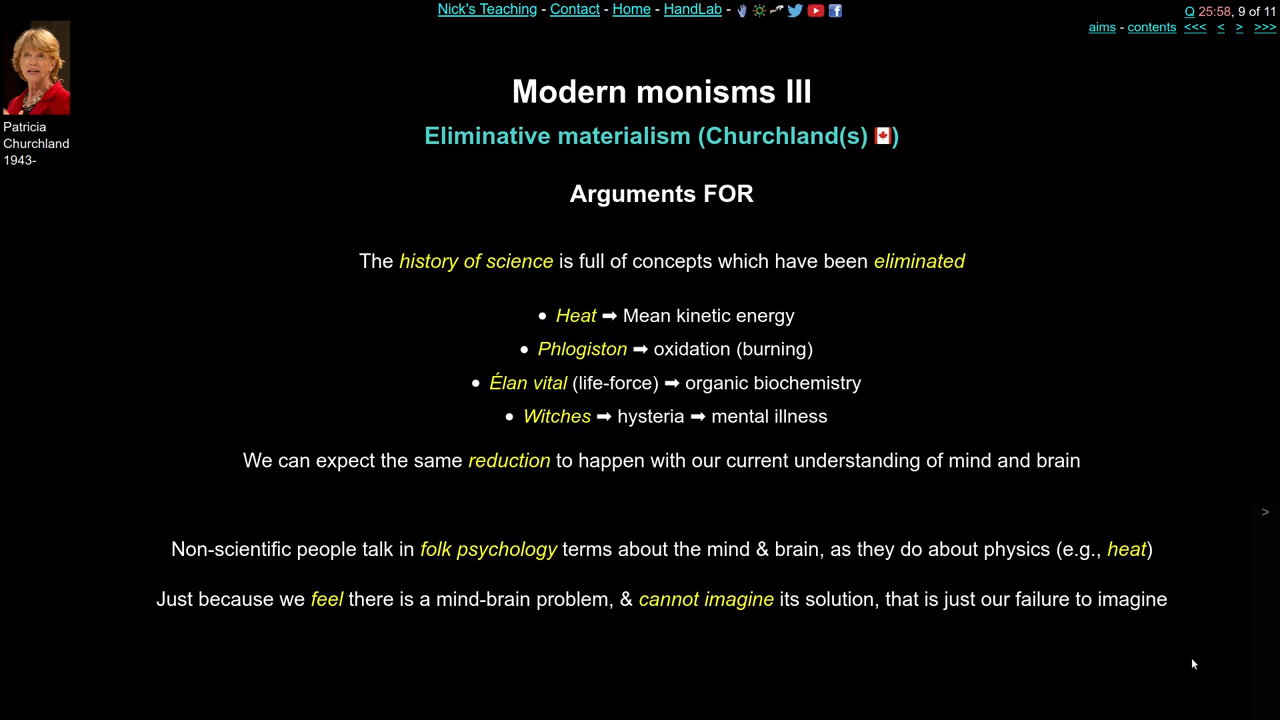 Nick's Teaching - Contact - Home - HandLab -
Q 25:58, 9 of 11
aims - contents <<< < > >>>
Patricia
Churchland
1943-
Modern monisms III
Eliminative materialism (Churchland(s) 🇨🇦)
Arguments FOR
The history of science is full of concepts which have been eliminated
• Heat ➡ Mean kinetic energy
• Phlogiston ➡ oxidation (burning)
• Élan vital (life-force) ➡ organic biochemistry
• Witches ➡ hysteria ➡ mental illness
We can expect the same reduction to happen with our current understanding of mind and brain
>
Non-scientific people talk in folk psychology terms about the mind & brain, as they do about physics (e.g., heat)
Just because we feel there is a mind-brain problem, & cannot imagine its solution, that is just our failure to imagine